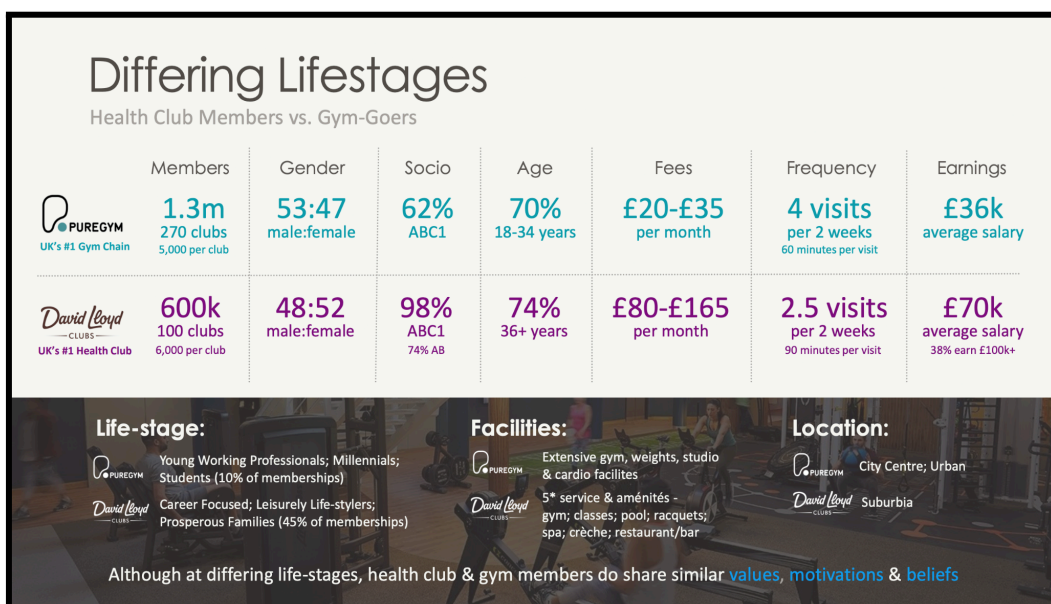 Differing Lifestages
Health Club Members vs. Gym-Goers
Members Gender Socio Age Fees Frequency Earnings
PUREGYM
UK's #1 Gym Chain
1.3m
270 clubs
5,000 per club
53:47
male:female
62%
ABC1
70%
18-34 years
£20-£35
per month
4 visits
per 2 weeks
60 minutes per visit
£36k
average salary
David Lloyd
CLUBS
UK's #1 Health Club
600k
100 clubs
6,000 per club
48:52
male:female
98%
ABC1
74% AB
74%
36+ years
£80-£165
per month
2.5 visits
per 2 weeks
90 minutes per visit
£70k
average salary
38% earn £100k+
Life-stage:
PUREGYM
Young Working Professionals; Millennials;
Students (10% of memberships)
David Lloyd
CLUBS
Career Focused; Leisurely Life-stylers;
Prosperous Families (45% of memberships)
Facilities:
PUREGYM
Extensive gym, weights, studio
& cardio facilites
David Lloyd
CLUBS
5* service & aménités -
gym; classes; pool; racquets;
spa; crèche; restaurant/bar
Location:
PUREGYM
City Centre; Urban
David Lloyd
CLUBS
Suburbia
Although at differing life-stages, health club & gym members do share similar values, motivations & beliefs